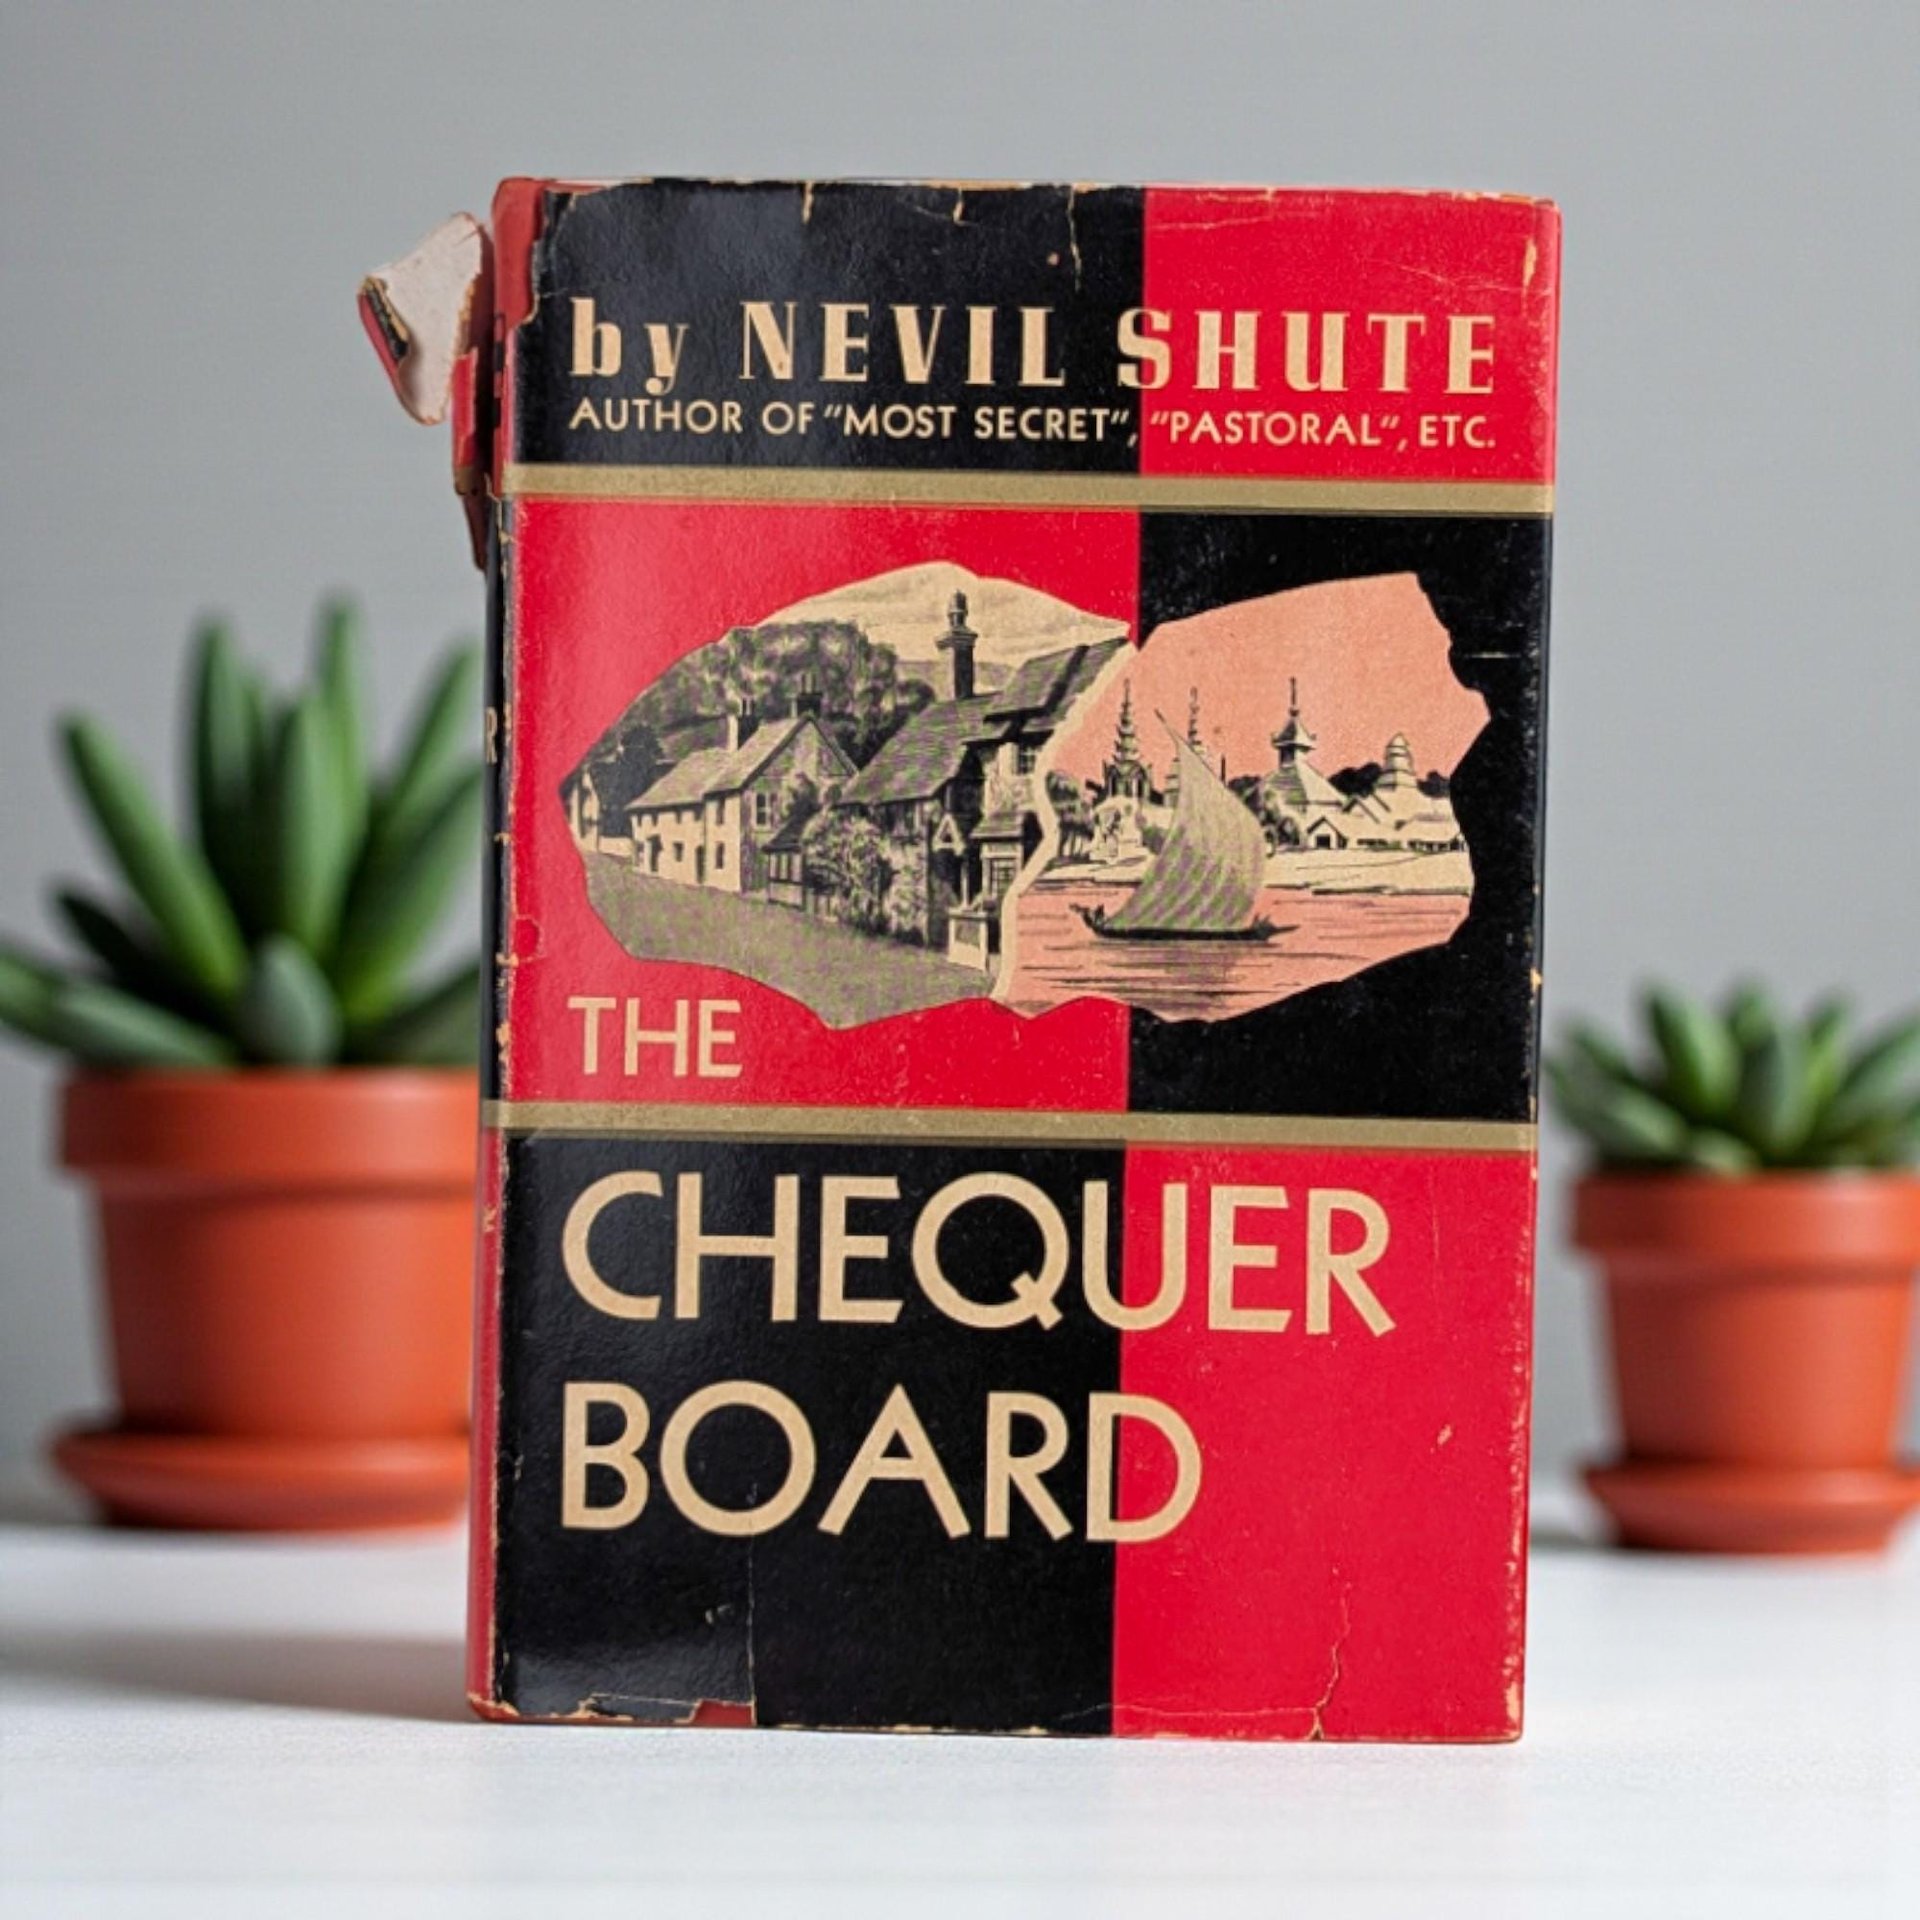 by NEVIL SHUTE
AUTHOR OF "MOST SECRET", "PASTORAL", ETC.
THE
CHEQUER
BOARD